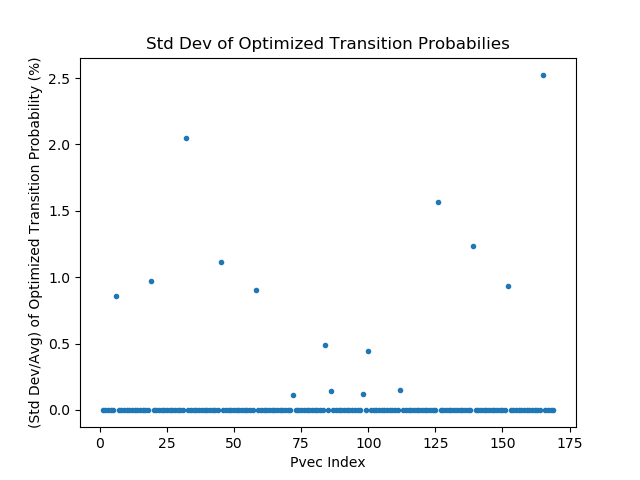 Std Dev of Optimized Transition Probabilies
(Std Dev/Avg) of Optimized Transition Probability (%)
2.5
2.0
1.5
1.0
0.5
0.0
0 25 50 75 100 125 150 175
Pvec Index